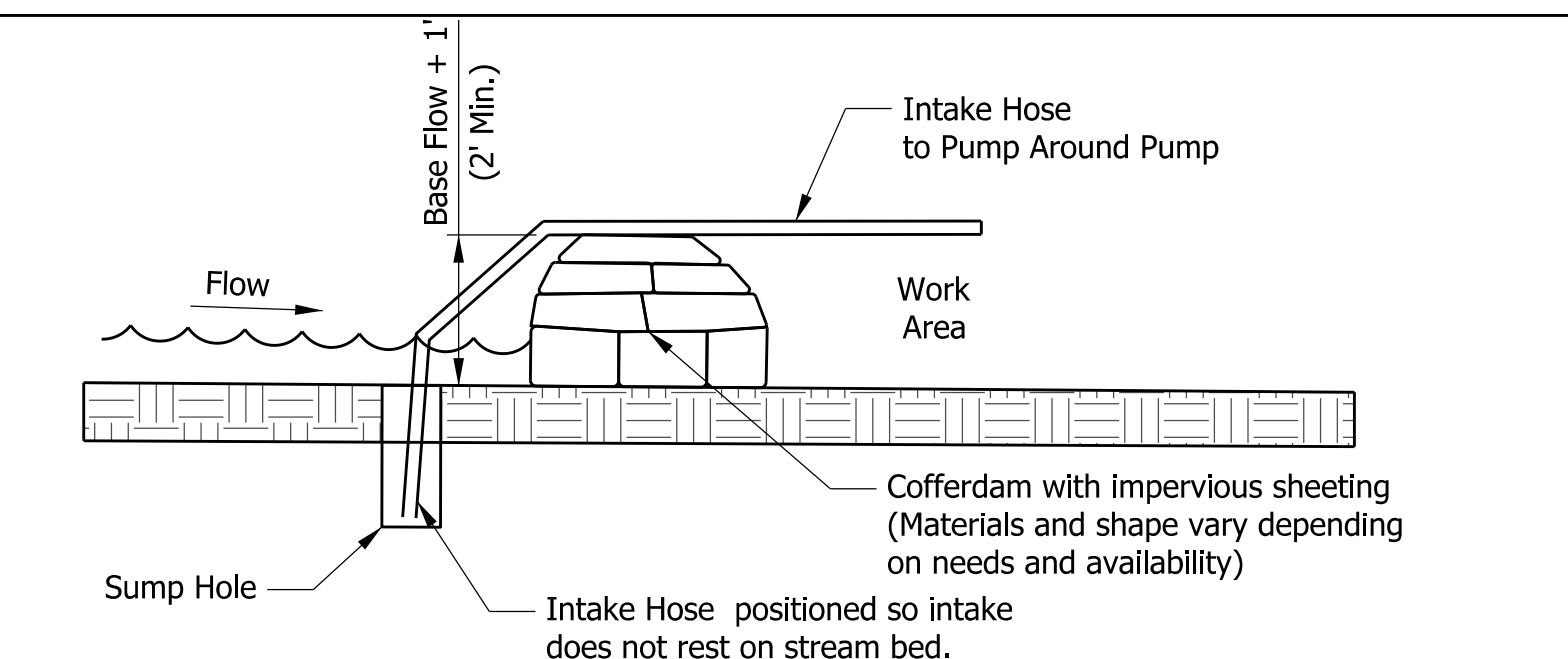 Base Flow + 1'
(2' Min.)
Intake Hose
to Pump Around Pump
Flow
Work
Area
Cofferdam with impervious sheeting
(Materials and shape vary depending
on needs and availability)
Sump Hole
Intake Hose  positioned so intake
does not rest on stream bed.